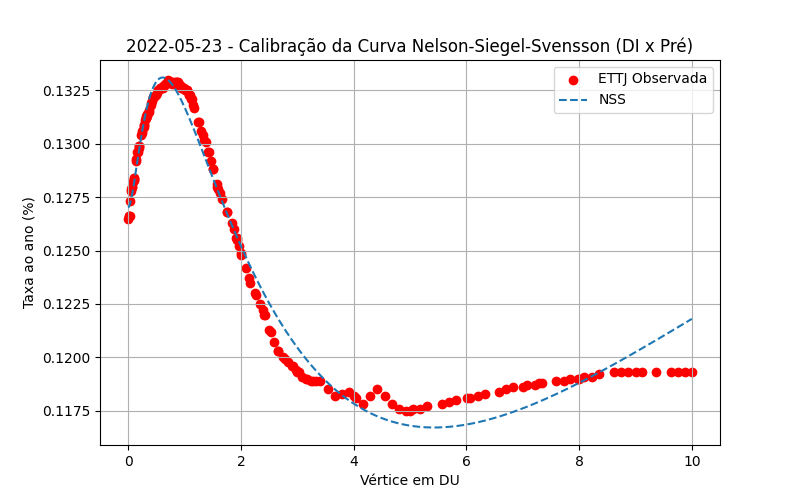 2022-05-23 - Calibração da Curva Nelson-Siegel-Svensson (DI x Pré)
ETTJ Observada
NSS
Taxa ao ano (%)
0.1325
0.1300
0.1275
0.1250
0.1225
0.1200
0.1175
0 2 4 6 8 10
Vértice em DU